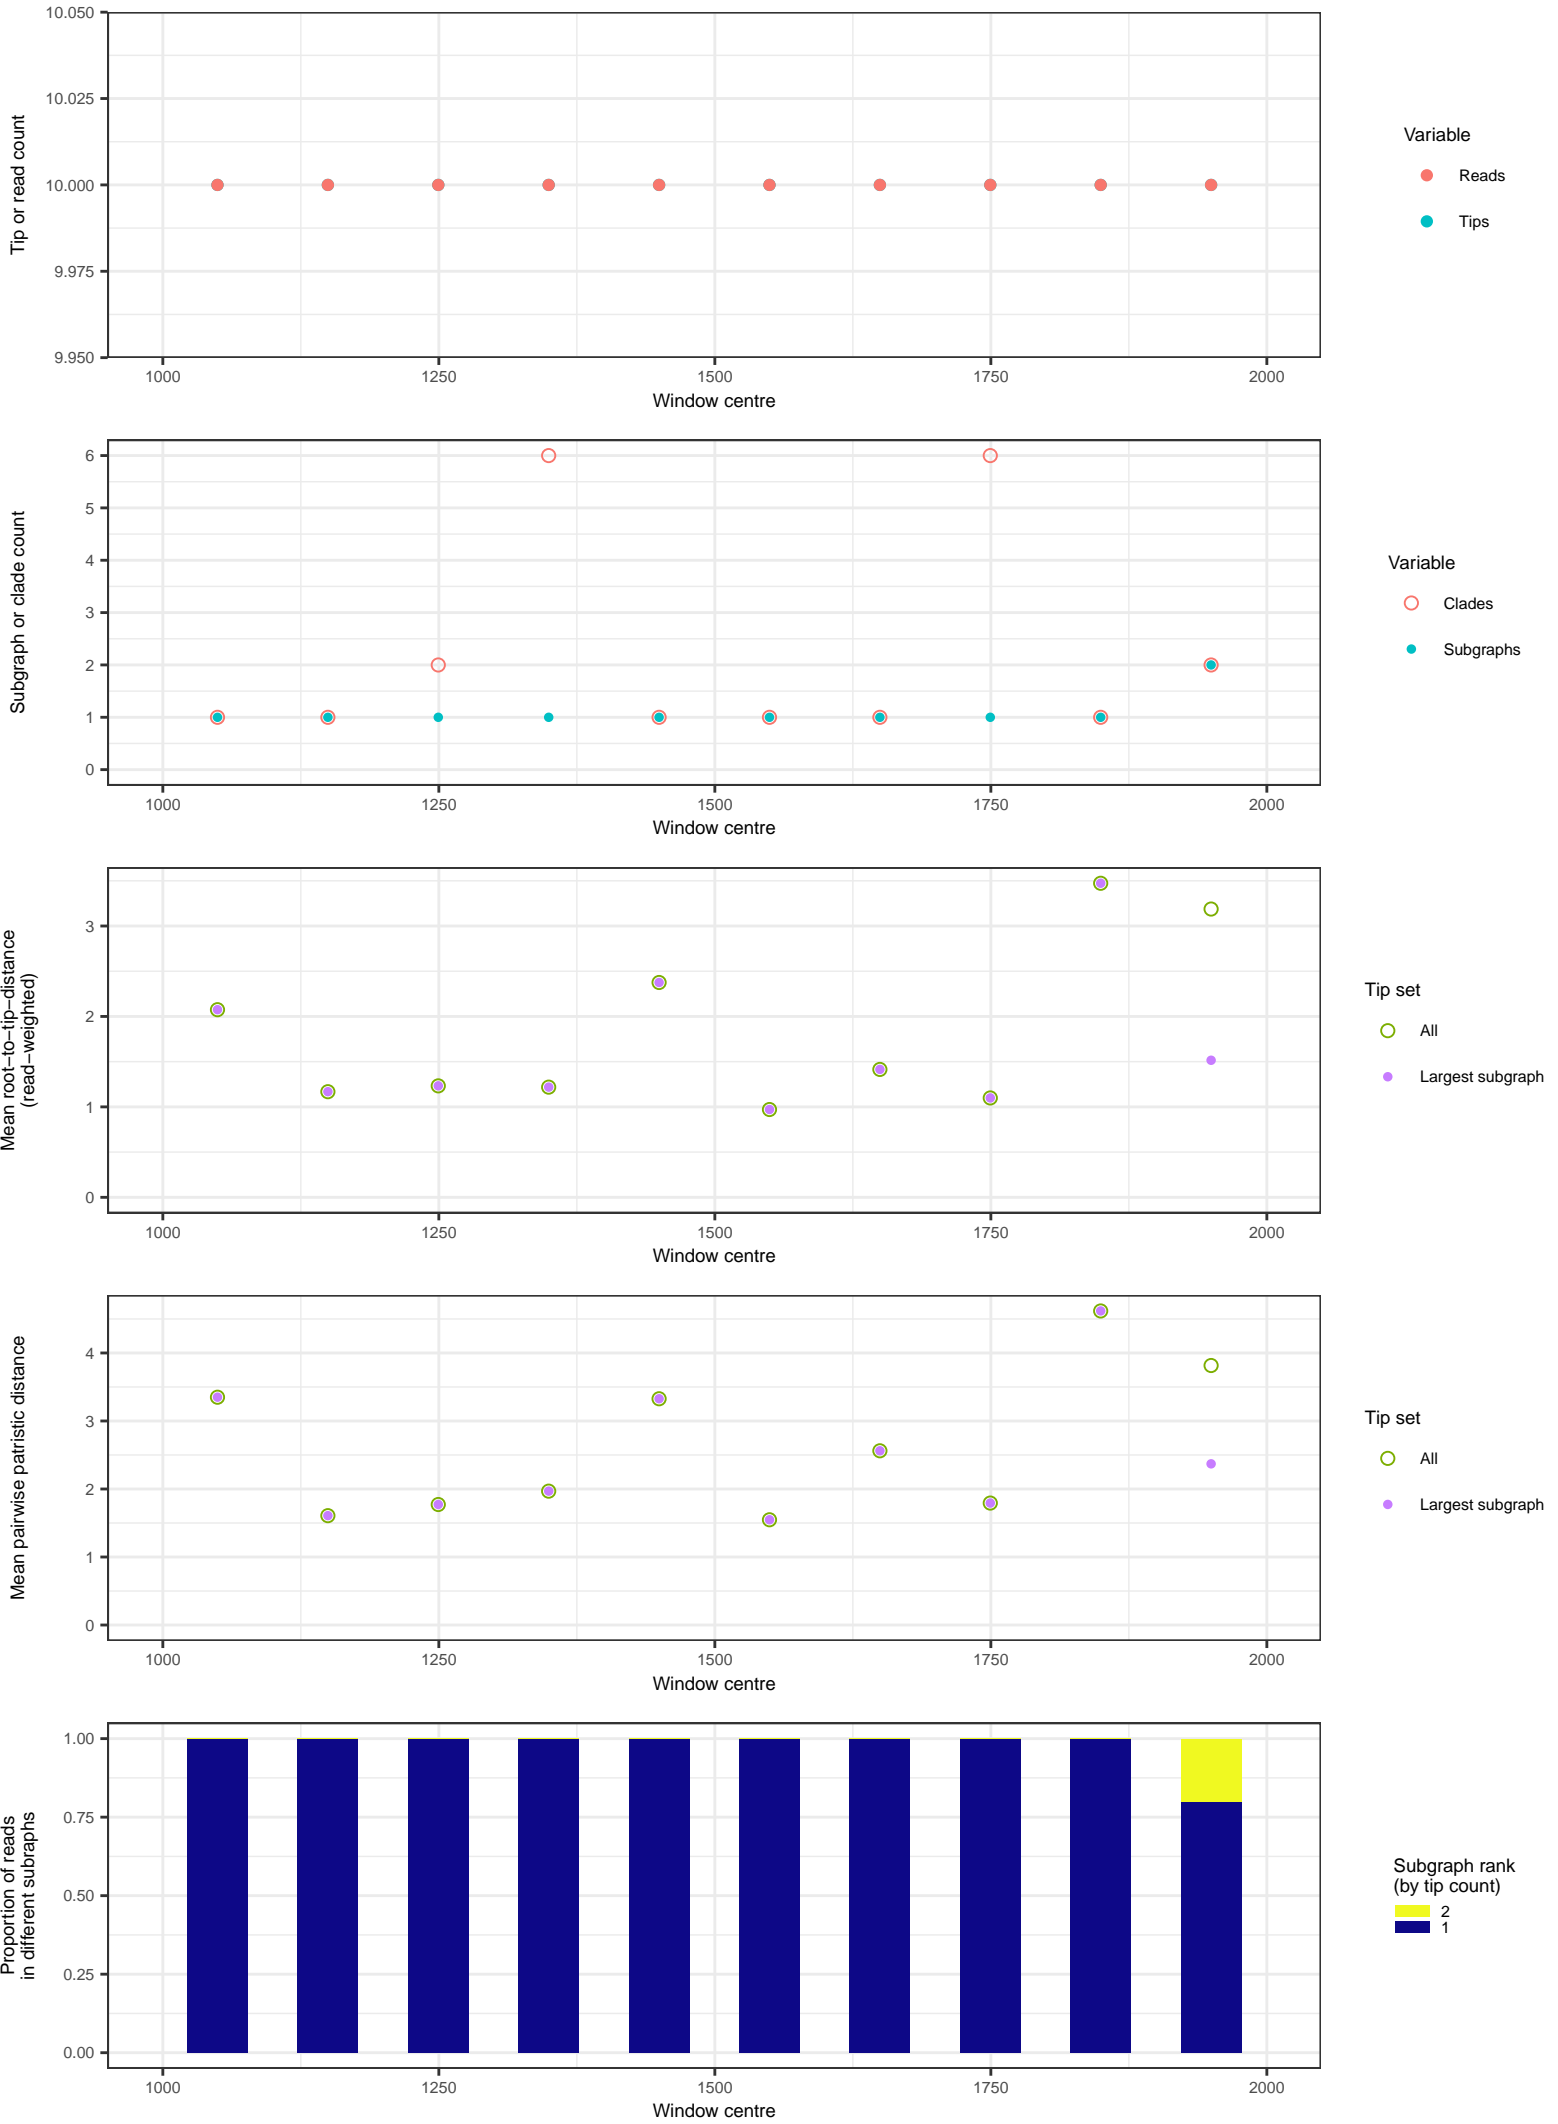 10.050
10.025
10.000
9.975
9.950
Tip or read count
1000 1250 1500 1750 2000
Window centre
Variable
Reads
Tips
6
5
4
3
2
1
0
Subgraph or clade count
1000 1250 1500 1750 2000
Window centre
Variable
Clades
Subgraphs
3
2
1
0
Mean root−to−tip−distance
(read−weighted)
1000 1250 1500 1750 2000
Window centre
Tip set
All
Largest subgraph
4
3
2
1
0
Mean pairwise patristic distance
1000 1250 1500 1750 2000
Window centre
Tip set
All
Largest subgraph
1.00
0.75
0.50
0.25
0.00
Proportion of reads
in different subraphs
1000 1250 1500 1750 2000
Window centre
Subgraph rank
(by tip count)
2
1